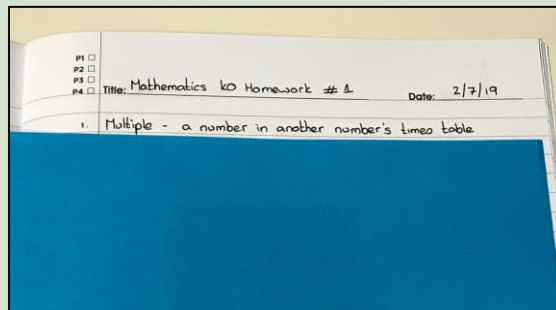 P1 □
P2 □
P3 □
P4 □ Title: Mathematics KO Homework # 1 Date: 2/7/19
1. Multiple - a number in another number's times table